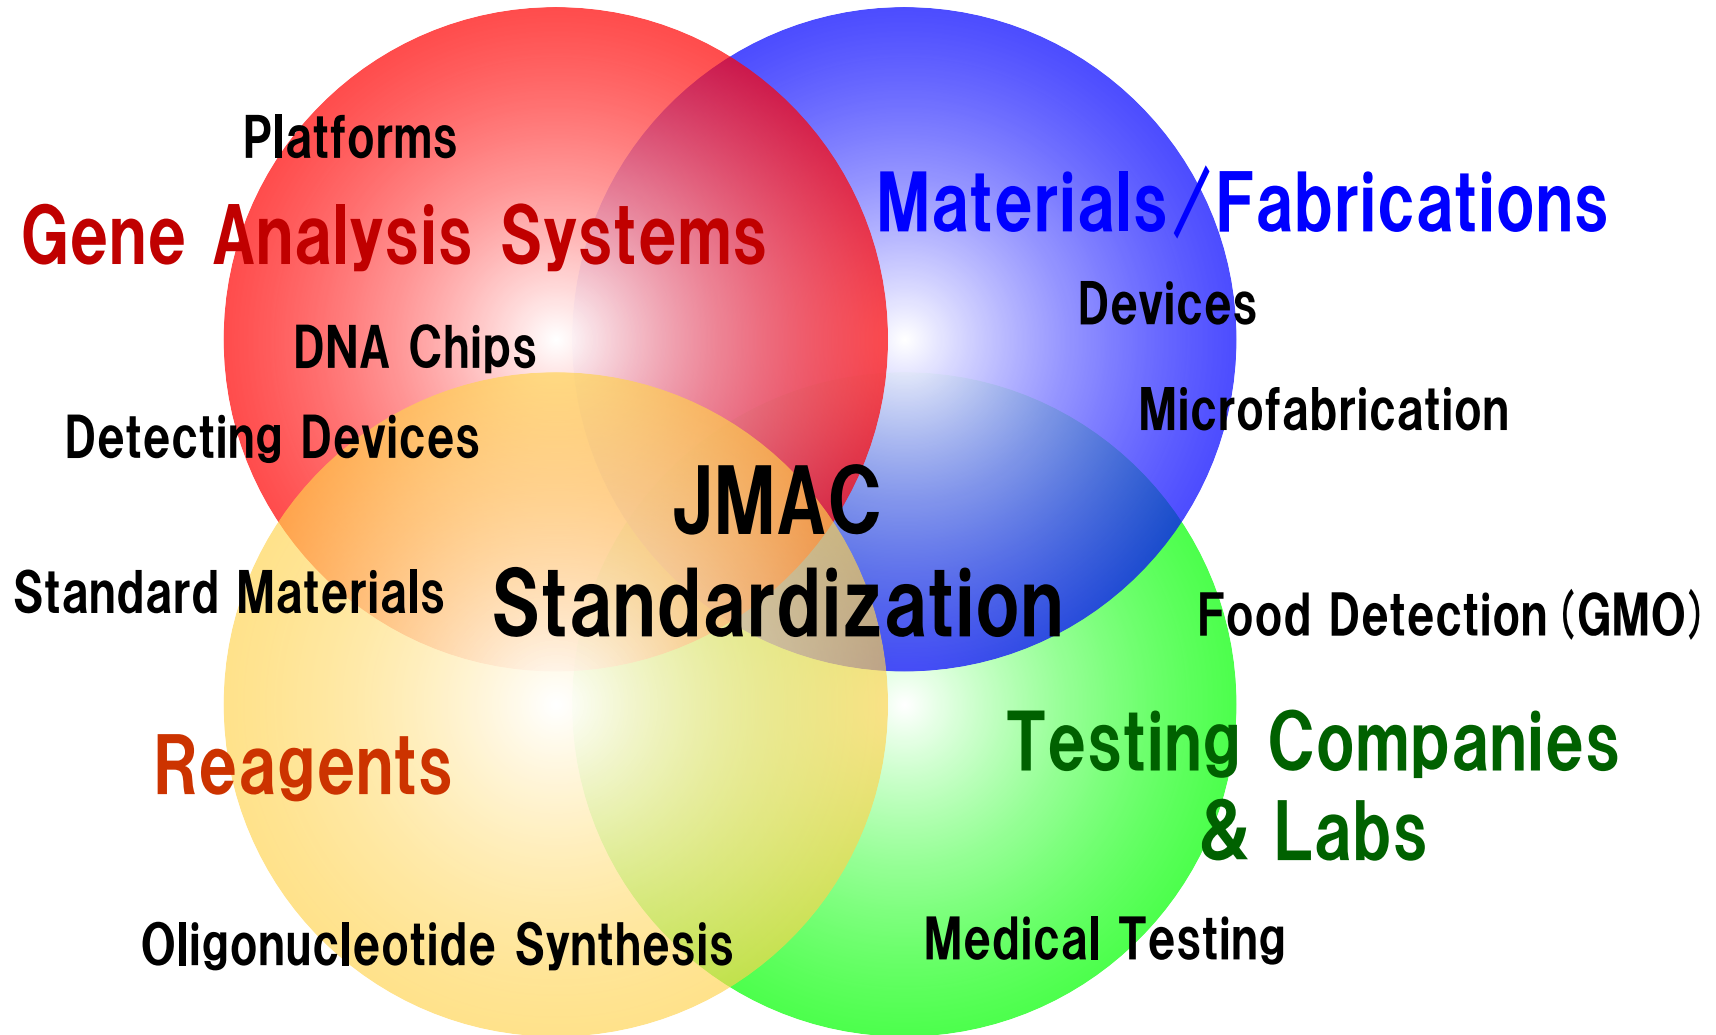 Platforms
Gene Analysis Systems
DNA Chips
Detecting Devices
Materials/Fabrications
Devices
Microfabrication
JMAC
Standardization
Standard Materials
Reagents
Oligonucleotide Synthesis
Food Detection (GMO)
Testing Companies
& Labs
Medical Testing